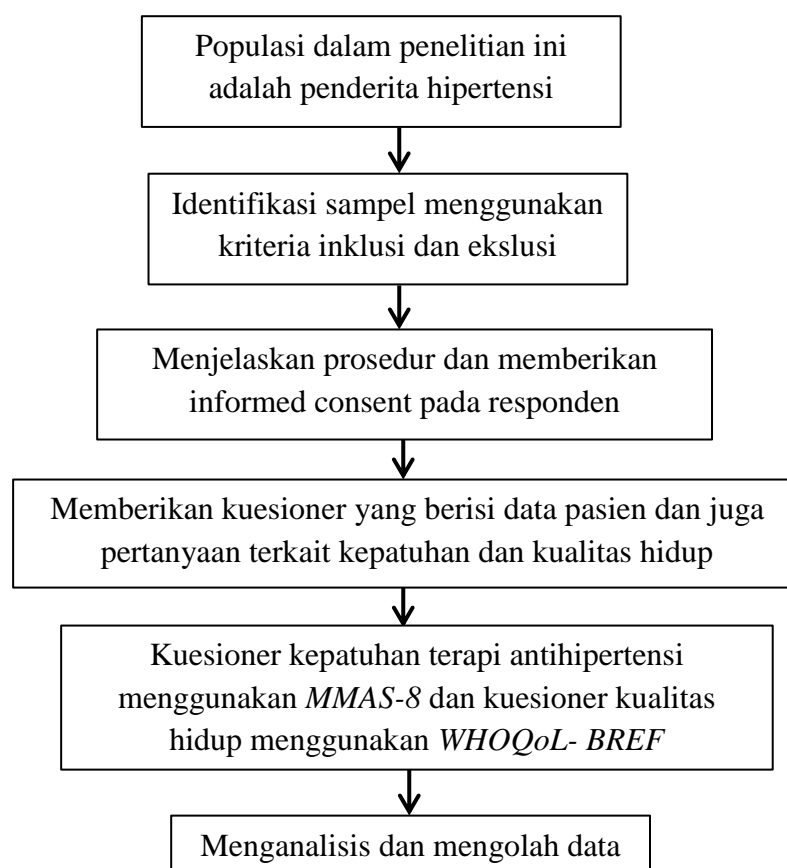 Populasi dalam penelitian ini
adalah penderita hipertensi
Identifikasi sampel menggunakan
kriteria inklusi dan ekslusi
Menjelaskan prosedur dan memberikan
informed consent pada responden
Memberikan kuesioner yang berisi data pasien dan juga
pertanyaan terkait kepatuhan dan kualitas hidup
Kuesioner kepatuhan terapi antihipertensi
menggunakan MMAS-8 dan kuesioner kualitas
hidup menggunakan WHOQoL- BREF
Menganalisis dan mengolah data